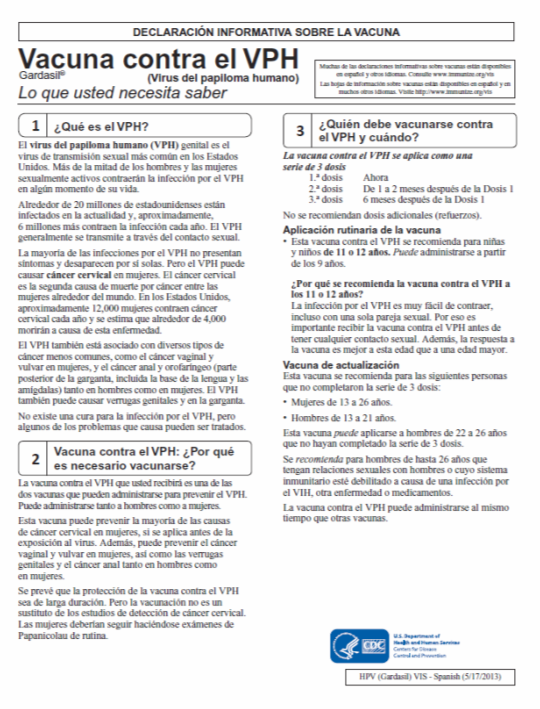 DECLARACIÓN INFORMATIVA SOBRE LA VACUNA
Vacuna contra el VPH
Gardasil® (Virus del papiloma humano)
Lo que usted necesita saber
Muchas de las declaraciones informativas sobre vacunas están disponibles
en español y otros idiomas. Consulte www.immunize.org/vis
Las hojas de información sobre vacunas están disponibles en español y en
muchos otros idiomas. Visite http://www.immunize.org/vis
1 ¿Qué es el VPH?
El virus del papiloma humano (VPH) genital es el
virus de transmisión sexual más común en los Estados
Unidos. Más de la mitad de los hombres y las mujeres
sexualmente activos contraerán la infección por el VPH
en algún momento de su vida.
Alrededor de 20 millones de estadounidenses están
infectados en la actualidad y, aproximadamente,
6 millones más contraen la infección cada año. El VPH
generalmente se transmite a través del contacto sexual.
La mayoría de las infecciones por el VPH no presentan
síntomas y desaparecen por sí solas. Pero el VPH puede
causar cáncer cervical en mujeres. El cáncer cervical
es la segunda causa de muerte por cáncer entre las
mujeres alrededor del mundo. En los Estados Unidos,
aproximadamente 12,000 mujeres contraen cáncer
cervical cada año y se estima que alrededor de 4,000
morirán a causa de esta enfermedad.
El VPH también está asociado con diversos tipos de
cáncer menos comunes, como el cáncer vaginal y
vulvar en mujeres, y el cáncer anal y orofaríngeo (parte
posterior de la garganta, incluida la base de la lengua y las
amígdalas) tanto en hombres como en mujeres. El VPH
también puede causar verrugas genitales y en la garganta.
No existe una cura para la infección por el VPH, pero
algunos de los problemas que causa pueden ser tratados.
2 Vacuna contra el VPH: ¿Por qué
es necesario vacunarse?
La vacuna contra el VPH que usted recibirá es una de las
dos vacunas que pueden administrarse para prevenir el VPH.
Puede administrarse tanto a hombres como a mujeres.
Esta vacuna puede prevenir la mayoría de las causas
de cáncer cervical en mujeres, si se aplica antes de la
exposición al virus. Además, puede prevenir el cáncer
vaginal y vulvar en mujeres, así como las verrugas
genitales y el cáncer anal tanto en hombres como
en mujeres.
Se prevé que la protección de la vacuna contra el VPH
sea de larga duración. Pero la vacunación no es un
sustituto de los estudios de detección de cáncer cervical.
Las mujeres deberían seguir haciéndose exámenes de
Papanicolau de rutina.
3 ¿Quién debe vacunarse contra
el VPH y cuándo?
La vacuna contra el VPH se aplica como una
serie de 3 dosis
1.ª dosis Ahora
2.ª dosis De 1 a 2 meses después de la Dosis 1
3.ª dosis 6 meses después de la Dosis 1
No se recomiendan dosis adicionales (refuerzos).
Aplicación rutinaria de la vacuna
• Esta vacuna contra el VPH se recomienda para niñas
y niños de 11 o 12 años. Puede administrarse a partir
de los 9 años.
¿Por qué se recomienda la vacuna contra el VPH a
los 11 o 12 años?
La infección por el VPH es muy fácil de contraer,
incluso con una sola pareja sexual. Por eso es
importante recibir la vacuna contra el VPH antes de
tener cualquier contacto sexual. Además, la respuesta a
la vacuna es mejor a esta edad que a una edad mayor.
Vacuna de actualización
Esta vacuna se recomienda para las siguientes personas
que no completaron la serie de 3 dosis:
• Mujeres de 13 a 26 años.
• Hombres de 13 a 21 años.
Esta vacuna puede aplicarse a hombres de 22 a 26 años
que no hayan completado la serie de 3 dosis.
Se recomienda para hombres de hasta 26 años que
tengan relaciones sexuales con hombres o cuyo sistema
inmunitario esté debilitado a causa de una infección por
el VIH, otra enfermedad o medicamentos.
La vacuna contra el VPH puede administrarse al mismo
tiempo que otras vacunas.
CDC
U.S. Department of
Health and Human Services
Centers for Disease
Control and Prevention
HPV (Gardasil) VIS - Spanish (5/17/2013)